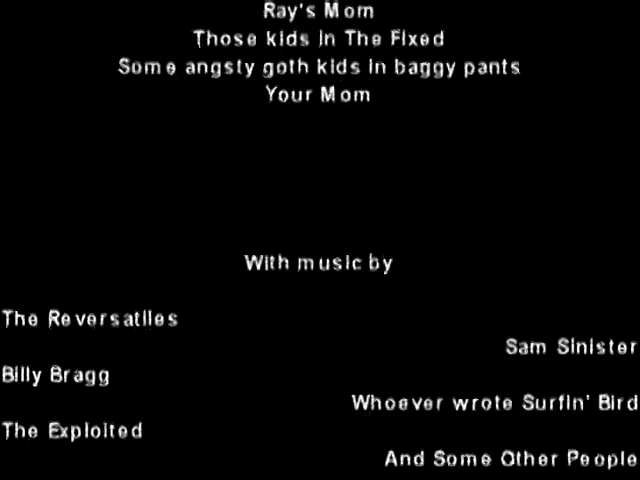 Ray's Mom
Those kids in The Fixed
Some angsty goth kids in baggy pants
Your Mom
With music by
The Reversatiles
Sam Sinister
Billy Bragg
Whoever wrote Surfin' Bird
The Exploited
And Some Other People